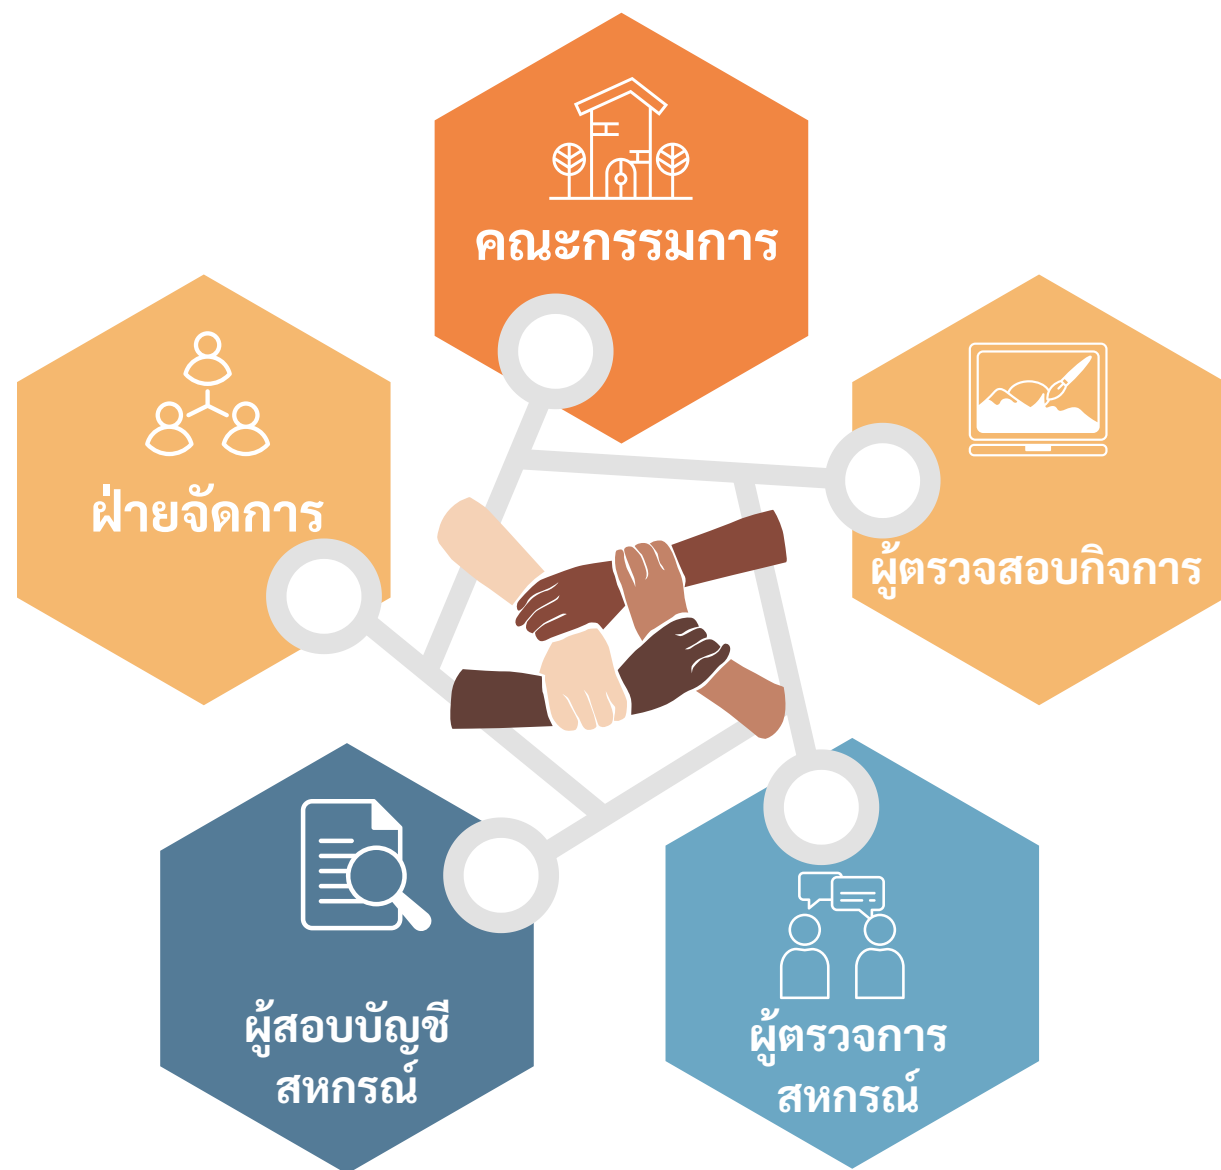 คณะกรรมการ
ฝ่ายจัดการ
ผู้ตรวจสอบกิจการ
ผู้สอบบัญชี
สหกรณ์
ผู้ตรวจการ
สหกรณ์